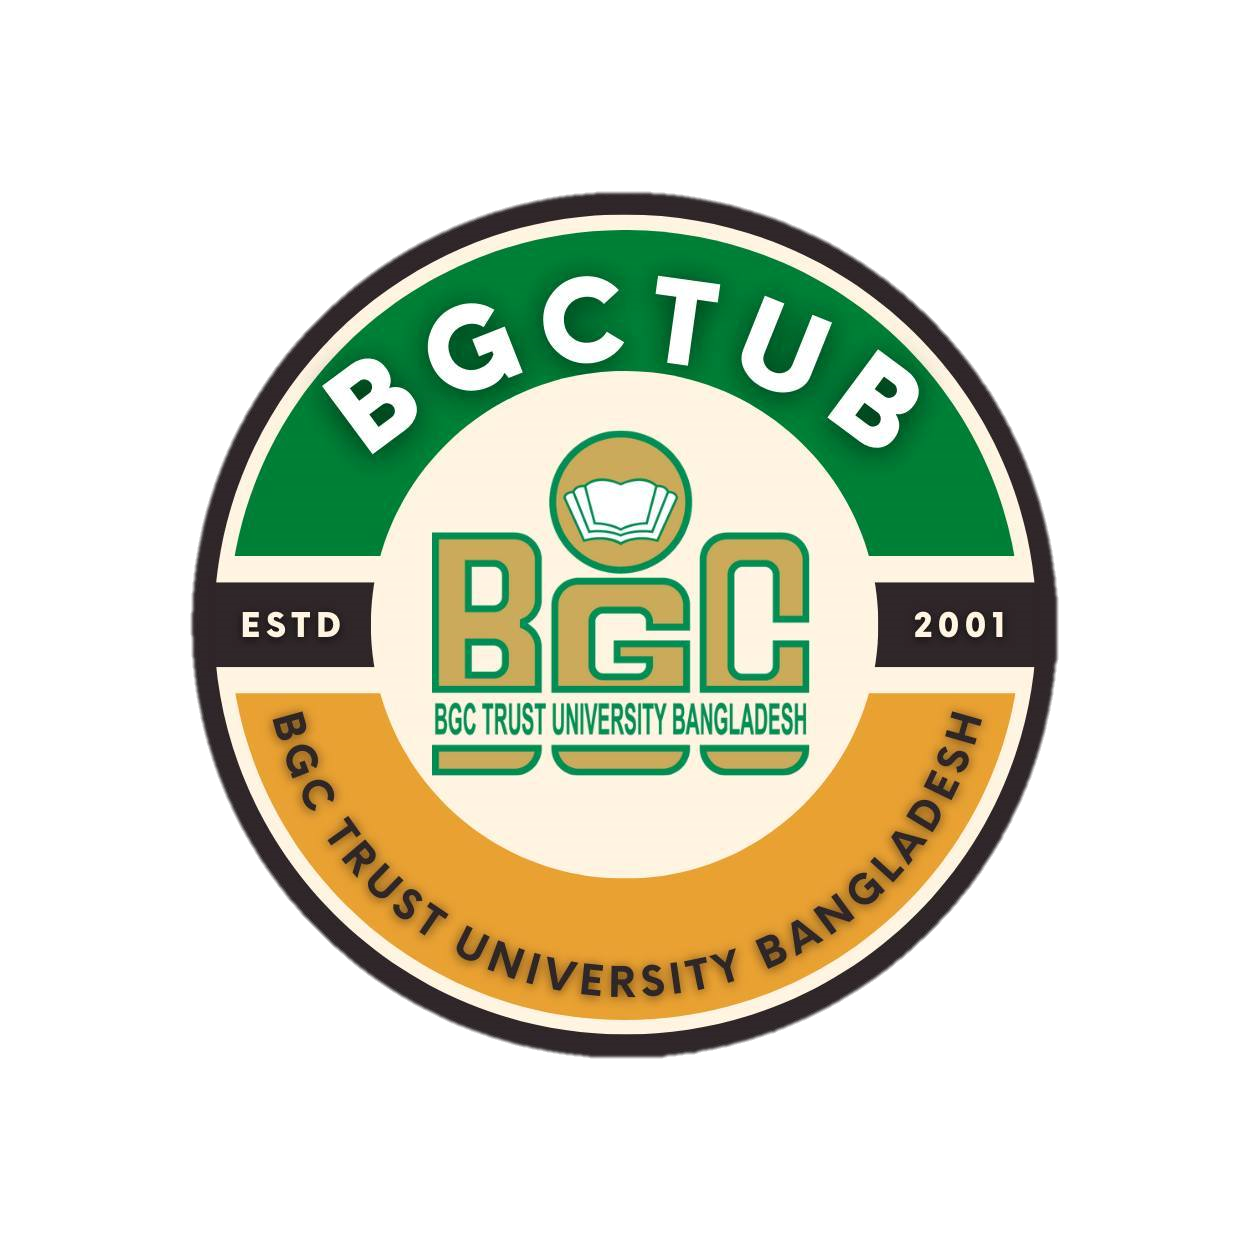 BGCTUB
ESTD
2001
BGC
BGC TRUST UNIVERSITY BANGLADESH
BGC TRUST UNIVERSITY BANGLADESH